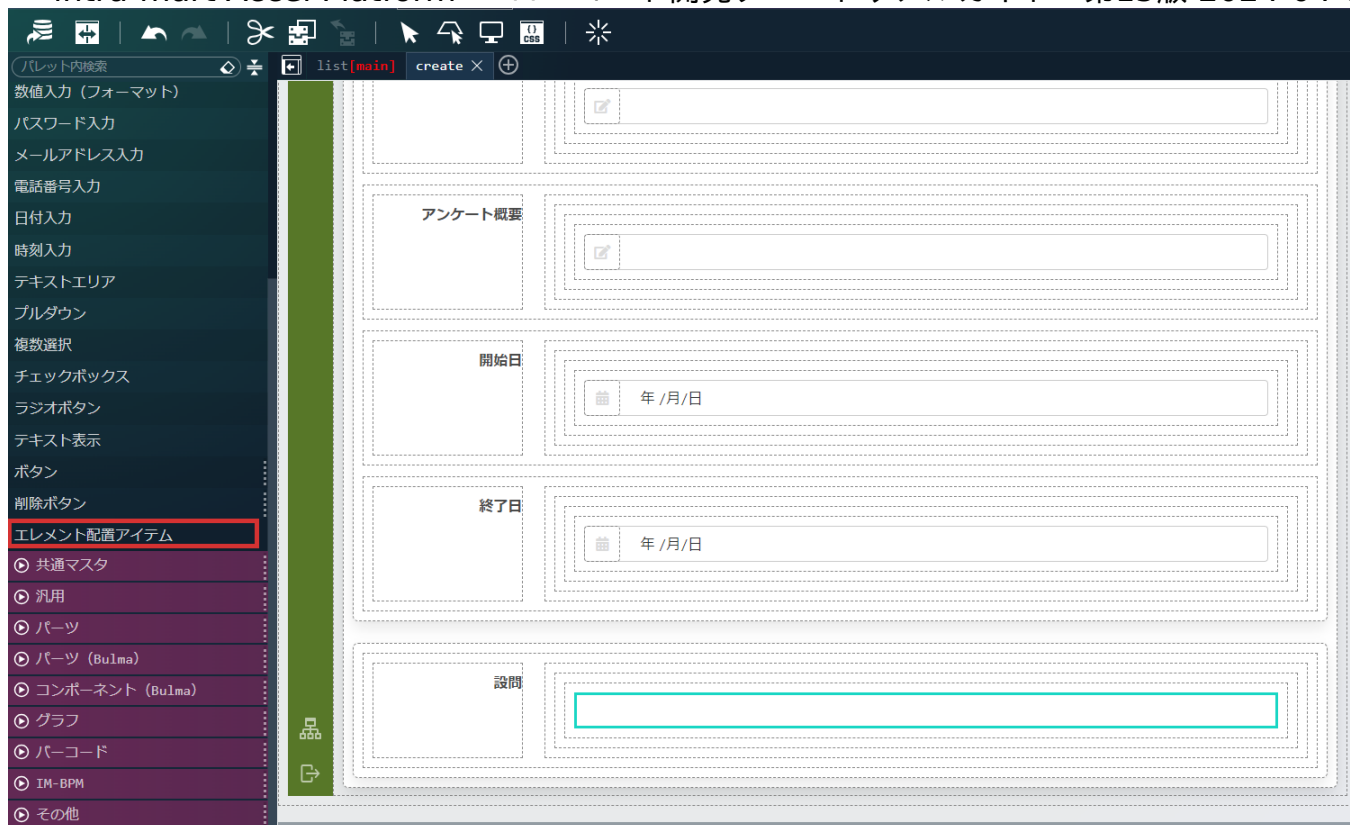 パレット内検索
list[main] create
数値入力（フォーマット）
パスワード入力
メールアドレス入力
電話番号入力
日付入力
時刻入力
テキストエリア
プルダウン
複数選択
チェックボックス
ラジオボタン
テキスト表示
ボタン
削除ボタン
エレメント配置アイテム
共通マスタ
汎用
パーツ
パーツ（Bulma）
コンポーネント（Bulma）
グラフ
バーコード
IM-BPM
その他
{}
CSS
アンケート概要
開始日
年 /月/日
終了日
年 /月/日
設問